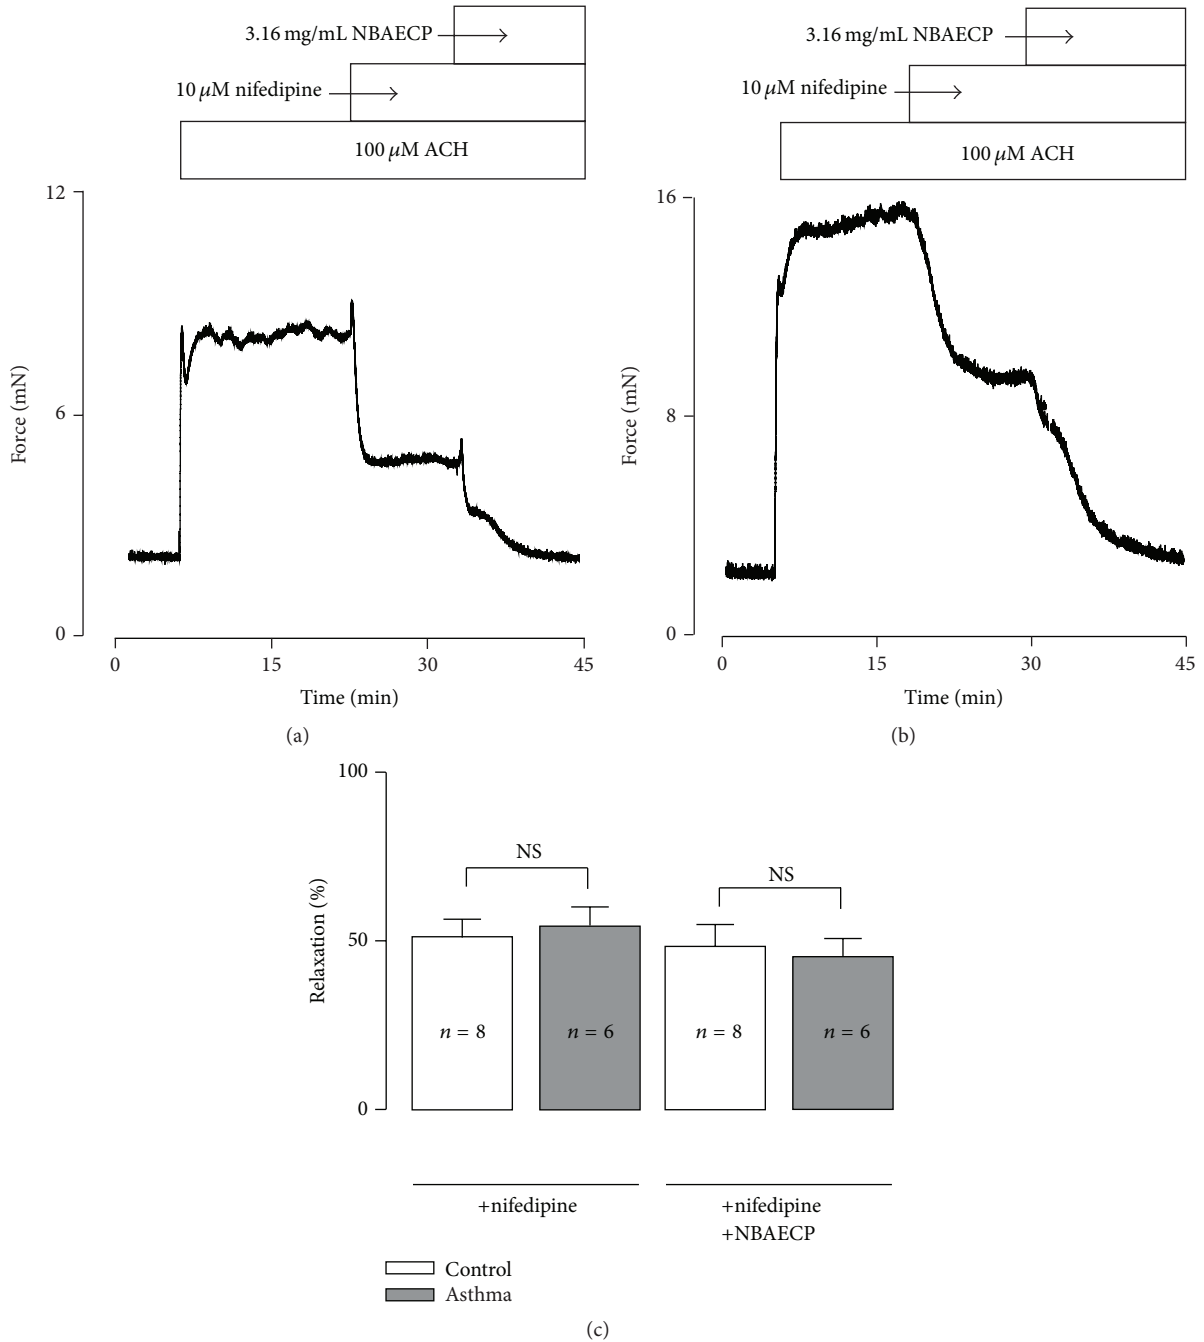 3.16 mg/mL NBAECP
10 μM nifedipine
100 μM ACH
12
6
0
Force (mN)
0 15 30 45
Time (min)
(a)
3.16 mg/mL NBAECP
10 μM nifedipine
100 μM ACH
16
8
0
Force (mN)
0 15 30 45
Time (min)
(b)
100
50
0
Relaxation (%)
NS
NS
n = 8
n = 6
n = 8
n = 6
+nifedipine
+nifedipine
+NBAECP
Control
Asthma
(c)